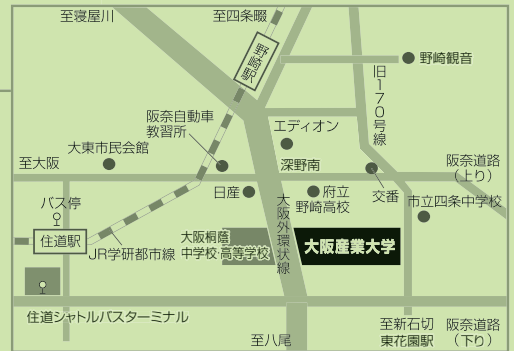 至寝屋川
至四条畷
野崎駅
野崎観音
旧170号線
阪奈自動車
教習所
エディオン
大東市民会館
至大阪
深野南
阪奈道路
（上り）
バス停
日産
府立
野崎高校
交番
市立四条中学校
住道駅
JR学研都市線
大阪桐蔭
中学校・高等学校
大阪外環状線
大阪産業大学
住道シャトルバスターミナル
至八尾
至新石切
東花園駅
阪奈道路
（下り）